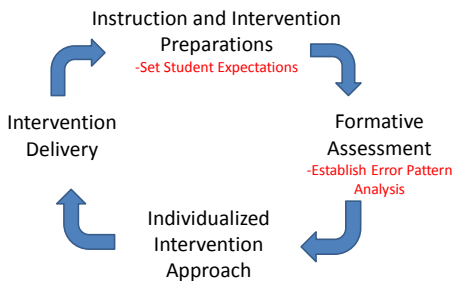 Instruction and Intervention
Preparations
-Set Student Expectations
Formative
Assessment
-Establish Error Pattern
Analysis
Individualized
Intervention
Approach
Intervention
Delivery